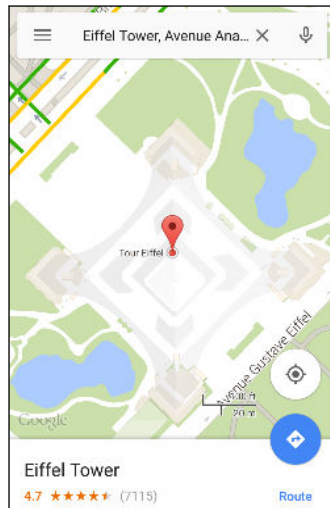 Eiffel Tower, Avenue Ana...
Tour Eiffel
Avenue Gustave Eiffel
20 m
Google
Eiffel Tower
4.7 (7115)
Route